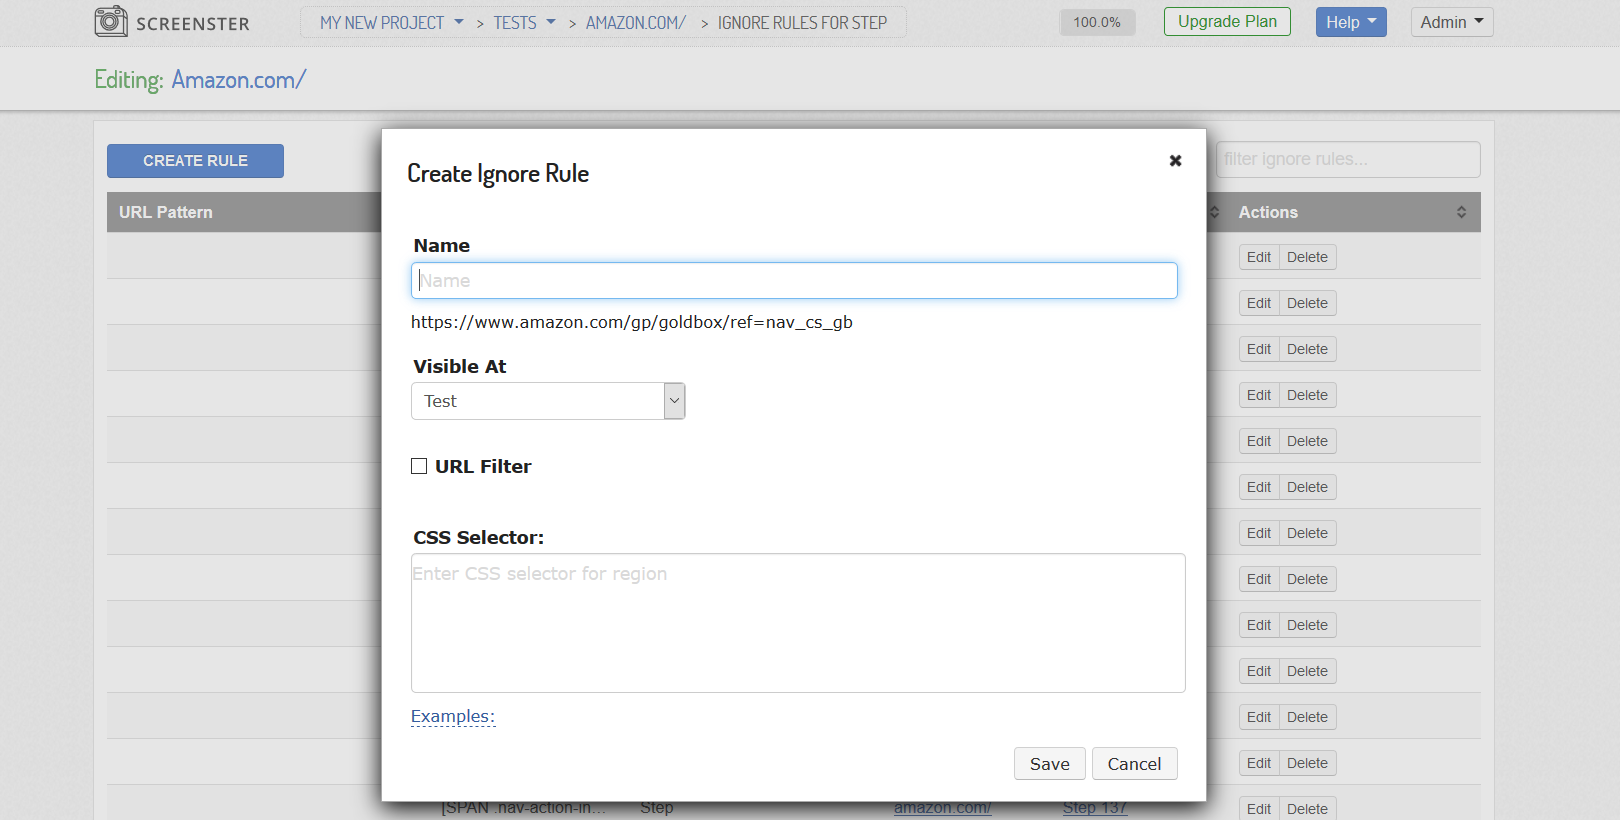 SCREENSTER
MY NEW PROJECT > TESTS > AMAZON.COM/ > IGNORE RULES FOR STEP
100.0%
Upgrade Plan
Help
Admin
Editing: Amazon.com/
CREATE RULE
filter ignore rules...
URL Pattern
Actions
Create Ignore Rule
Name
Name
https://www.amazon.com/gp/goldbox/ref=nav_cs_gb
Visible At
Test
URL Filter
CSS Selector:
Enter CSS selector for region
Examples:
Save Cancel
Edit Delete
Edit Delete
Edit Delete
Edit Delete
Edit Delete
Edit Delete
Edit Delete
Edit Delete
Edit Delete
Edit Delete
Edit Delete
Edit Delete
[SPAN .nav-action-in... Step amazon.com/ Step 137 Edit Delete